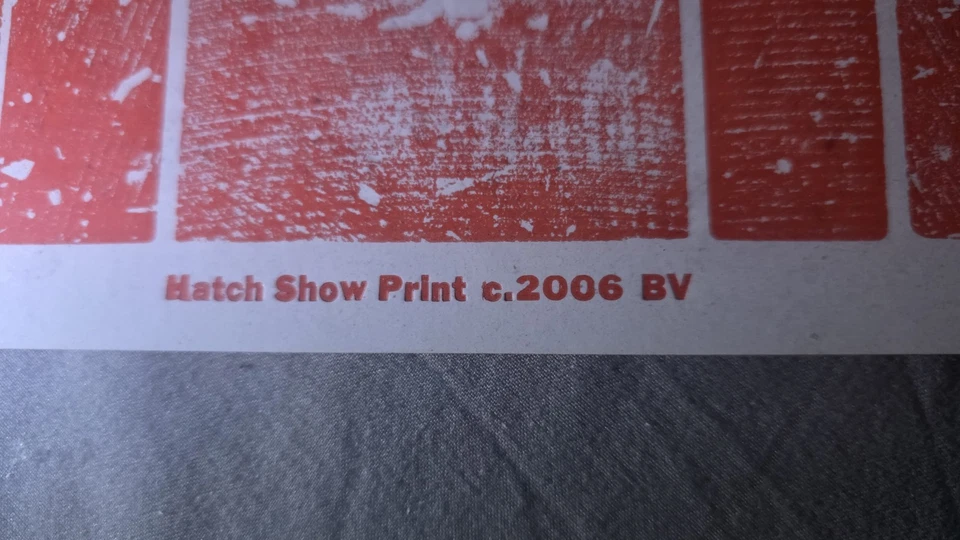 Hatch Show Print c.2006 BV